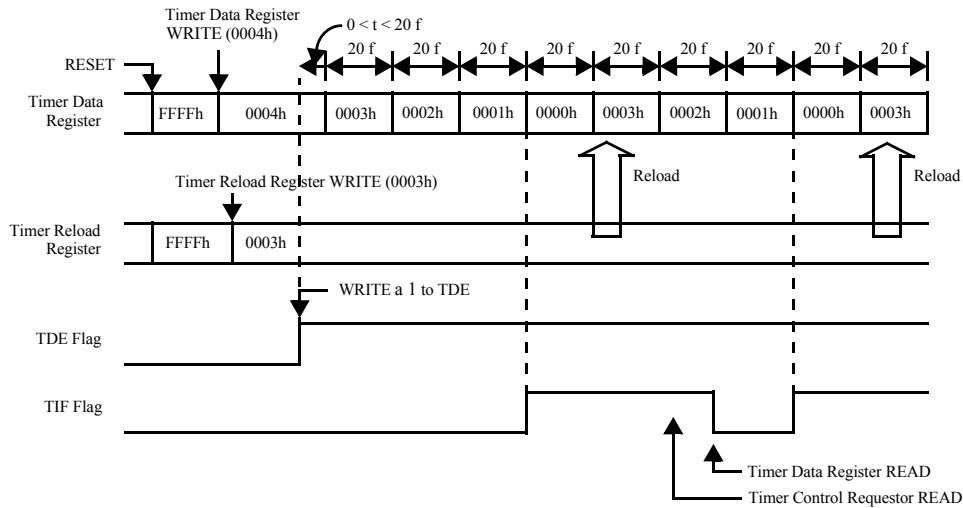 Timer Data Register
WRITE (0004h)
0 < t < 20 f
20 f 20 f 20 f 20 f 20 f 20 f 20 f 20 f 20 f
RESET
Timer Data
Register
FFFFh 0004h 0003h 0002h 0001h 0000h 0003h 0002h 0001h 0000h 0003h
Reload Reload
Timer Reload Register WRITE (0003h)
Timer Reload
Register
FFFFh 0003h
WRITE a 1 to TDE
TDE Flag
TIF Flag
Timer Data Register READ
Timer Control Requestor READ